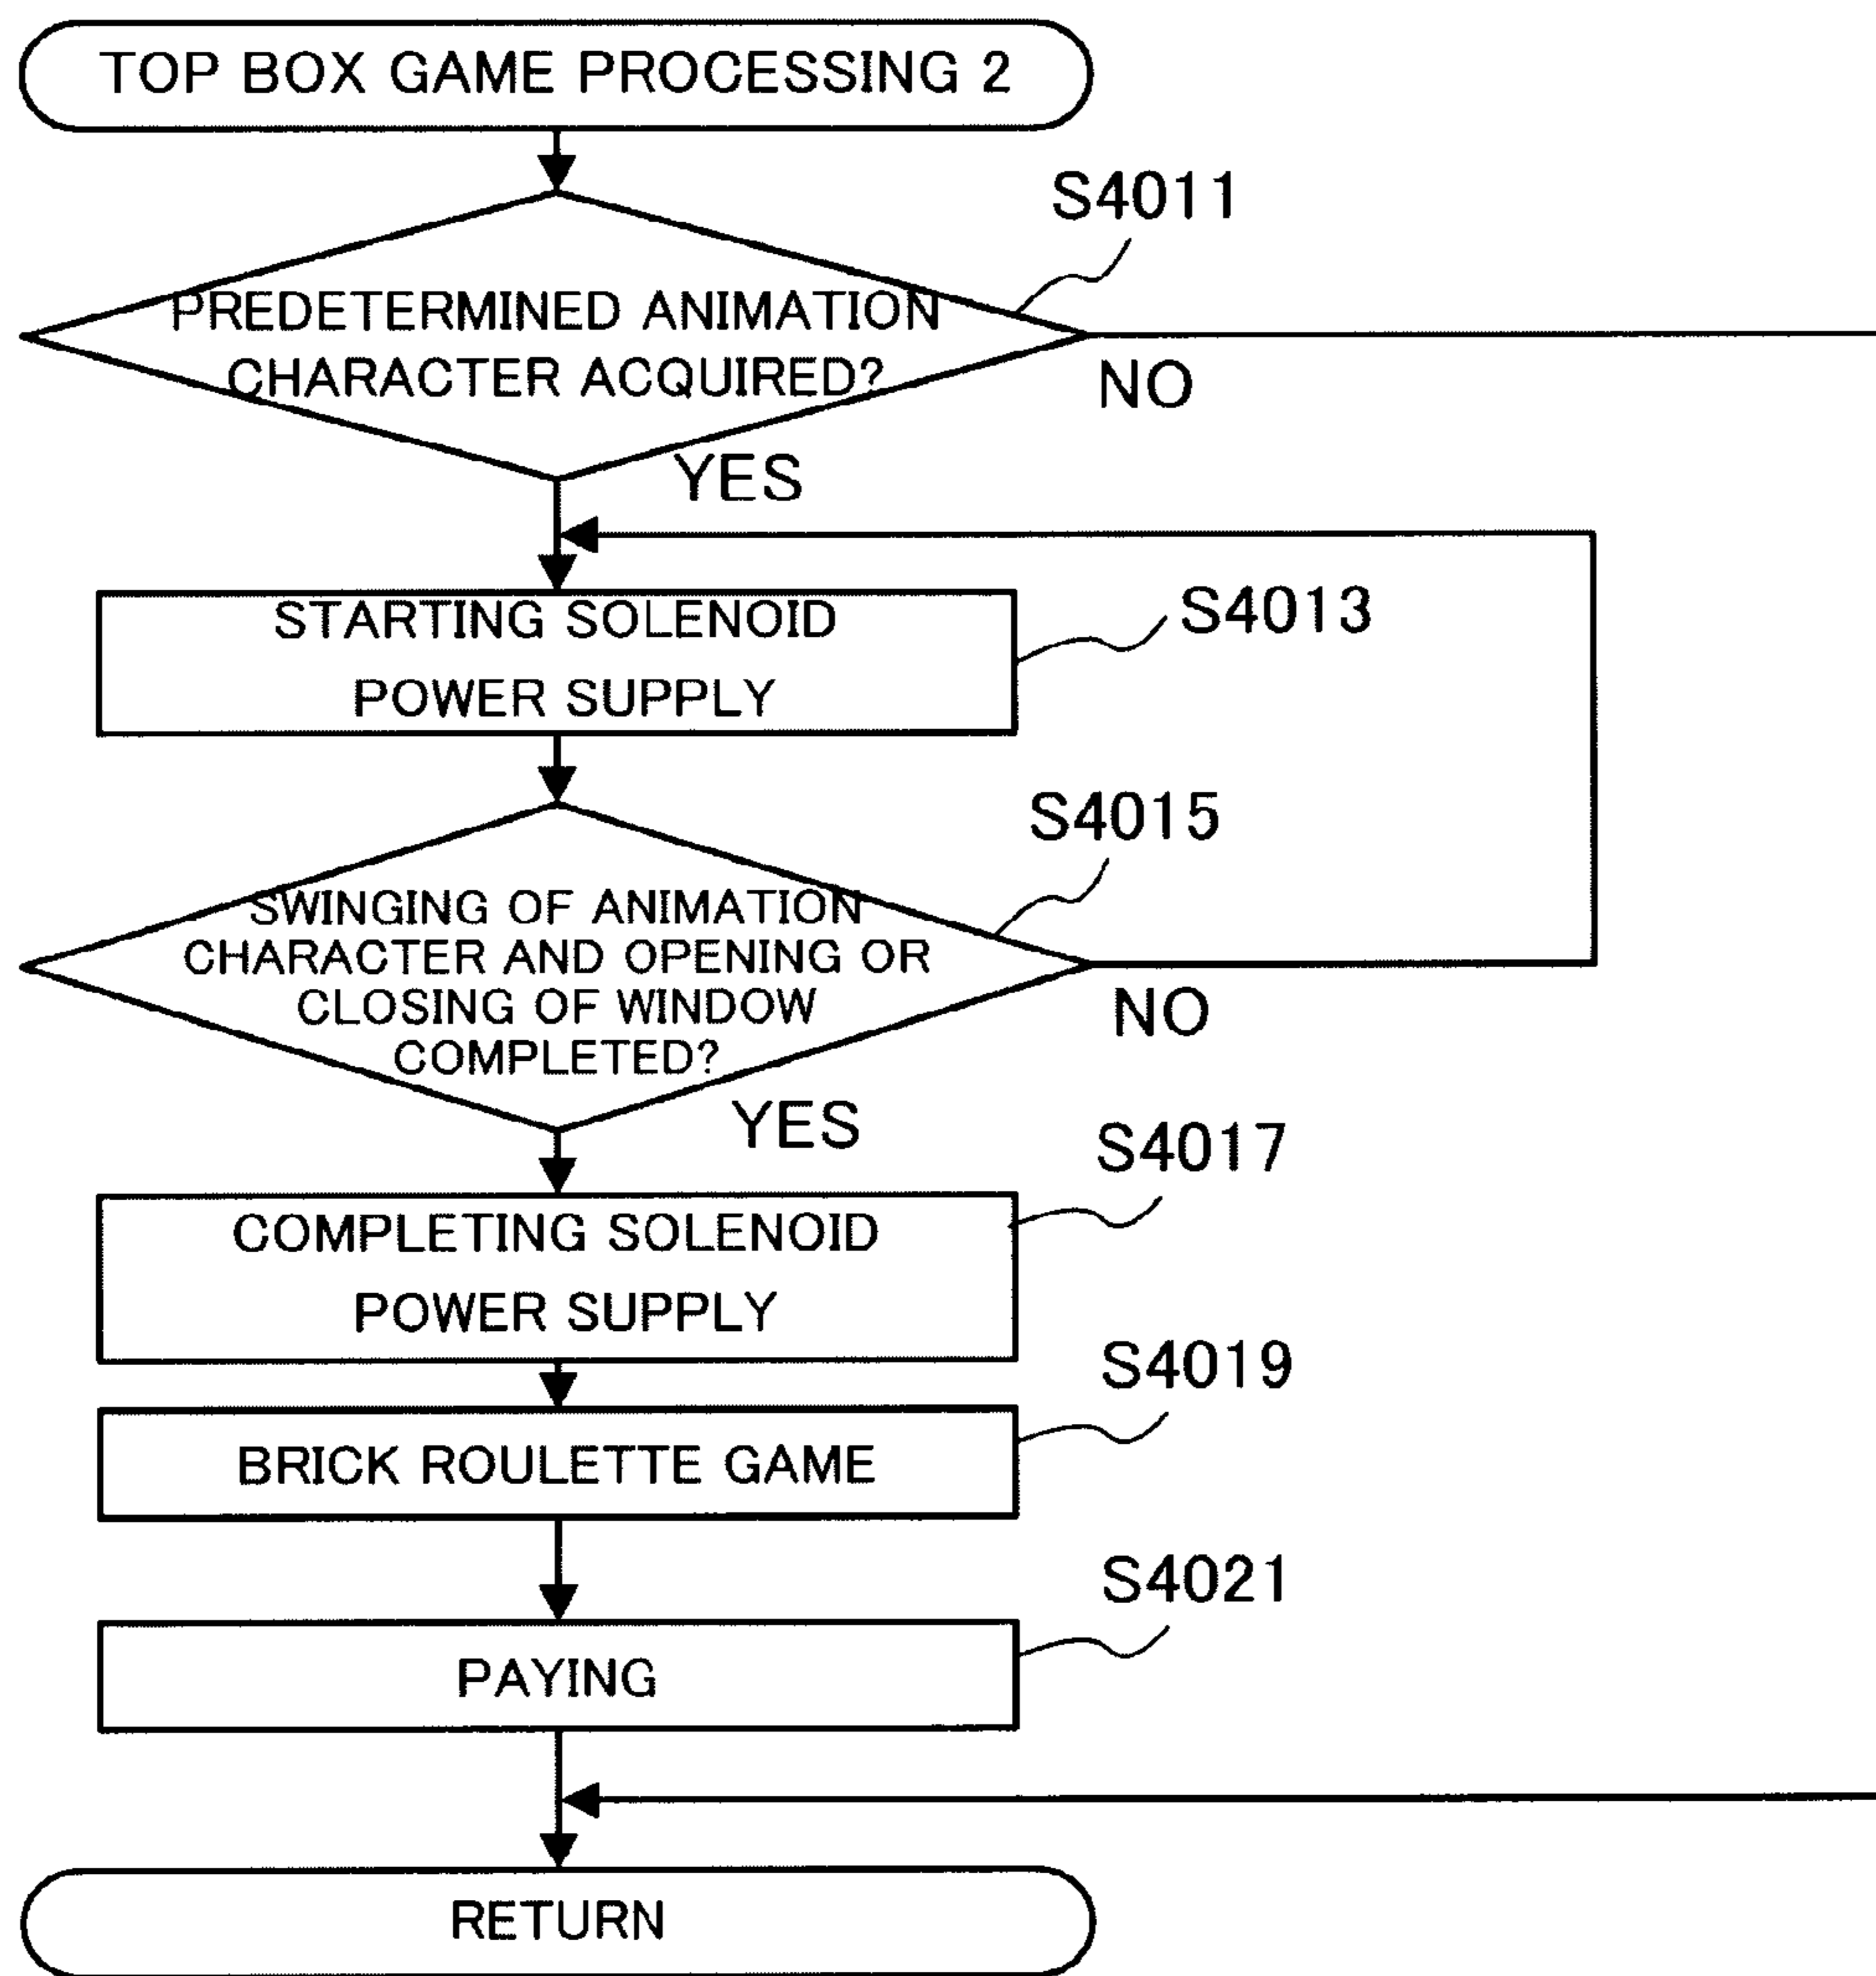 TOP BOX GAME PROCESSING 2
S4011
PREDETERMINED ANIMATION
CHARACTER ACQUIRED?
NO
YES
STARTING SOLENOID
POWER SUPPLY
S4013
S4015
SWINGING OF ANIMATION
CHARACTER AND OPENING OR
CLOSING OF WINDOW
COMPLETED?
NO
YES
S4017
COMPLETING SOLENOID
POWER SUPPLY
S4019
BRICK ROULETTE GAME
S4021
PAYING
RETURN